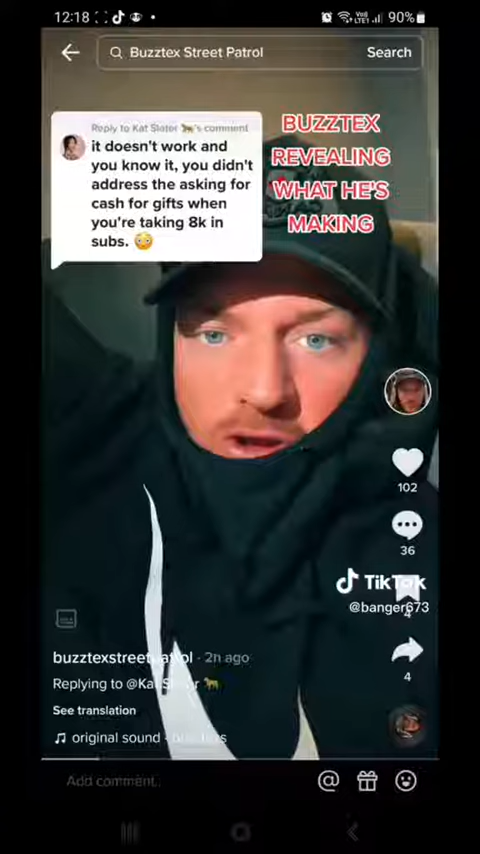 12:18
90%
Buzztex Street Patrol
Search
Reply to Kat Slater 🐆's comment
it doesn't work and
you know it, you didn't
address the asking for
cash for gifts when
you're taking 8k in
subs. 😳
BUZZTEX
REVEALING
WHAT HE'S
MAKING
102
36
TikTok
@banger673
4
buzztexstreetpatrol · 2h ago
Replying to @Kat Slater 🐆
4
See translation
original sound
Add comment...